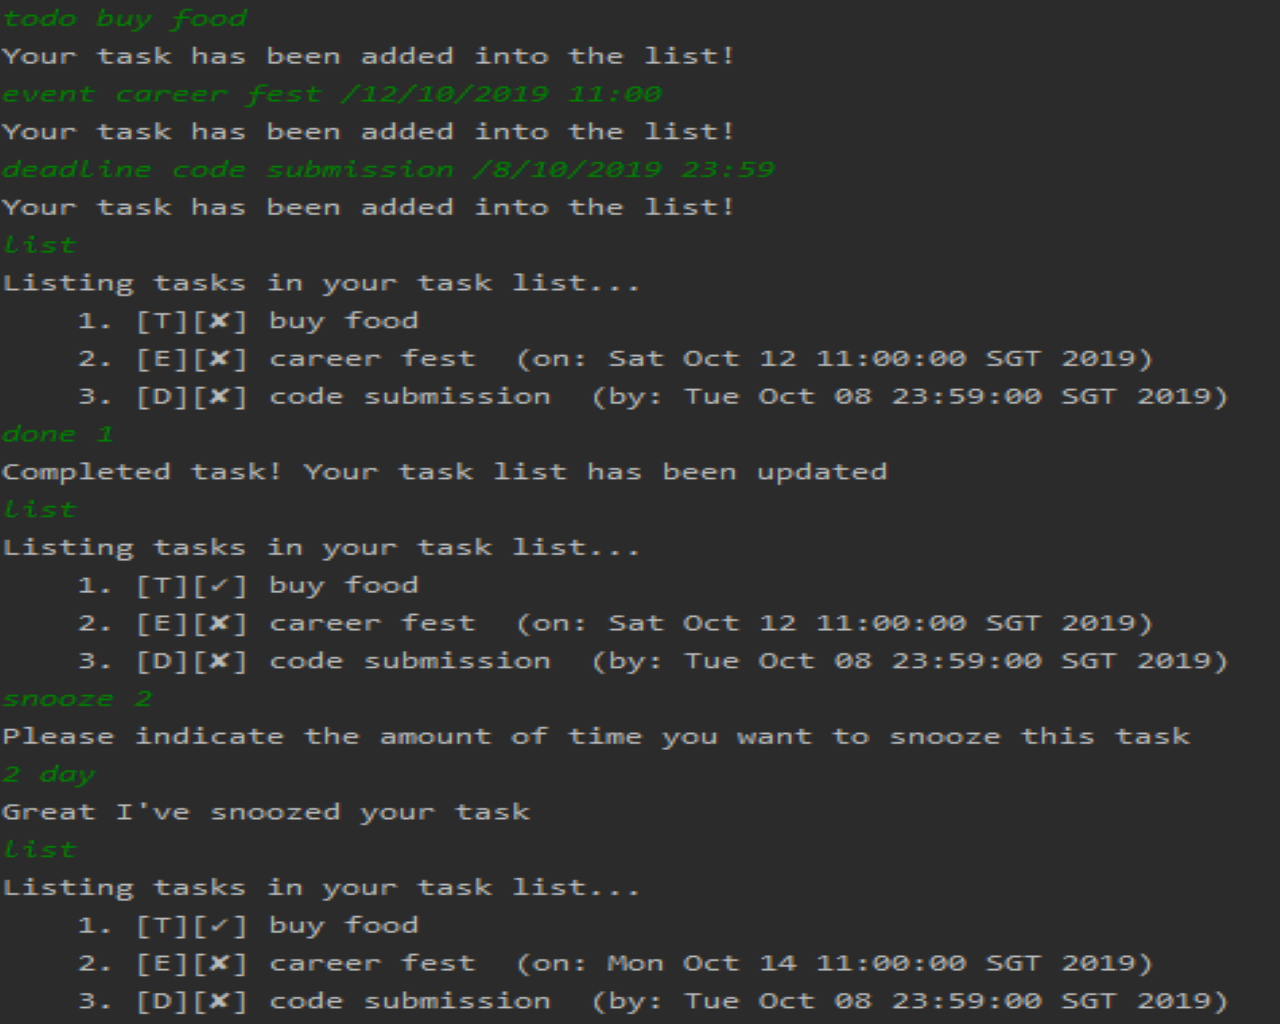 todo buy food
Your task has been added into the list!
event career fest /12/10/2019 11:00
Your task has been added into the list!
deadline code submission /8/10/2019 23:59
Your task has been added into the list!
list
Listing tasks in your task list...
1. [T][✘] buy food
2. [E][✘] career fest  (on: Sat Oct 12 11:00:00 SGT 2019)
3. [D][✘] code submission  (by: Tue Oct 08 23:59:00 SGT 2019)
done 1
Completed task! Your task list has been updated
list
Listing tasks in your task list...
1. [T][✓] buy food
2. [E][✘] career fest  (on: Sat Oct 12 11:00:00 SGT 2019)
3. [D][✘] code submission  (by: Tue Oct 08 23:59:00 SGT 2019)
snooze 2
Please indicate the amount of time you want to snooze this task
2 day
Great I've snoozed your task
list
Listing tasks in your task list...
1. [T][✓] buy food
2. [E][✘] career fest  (on: Mon Oct 14 11:00:00 SGT 2019)
3. [D][✘] code submission  (by: Tue Oct 08 23:59:00 SGT 2019)